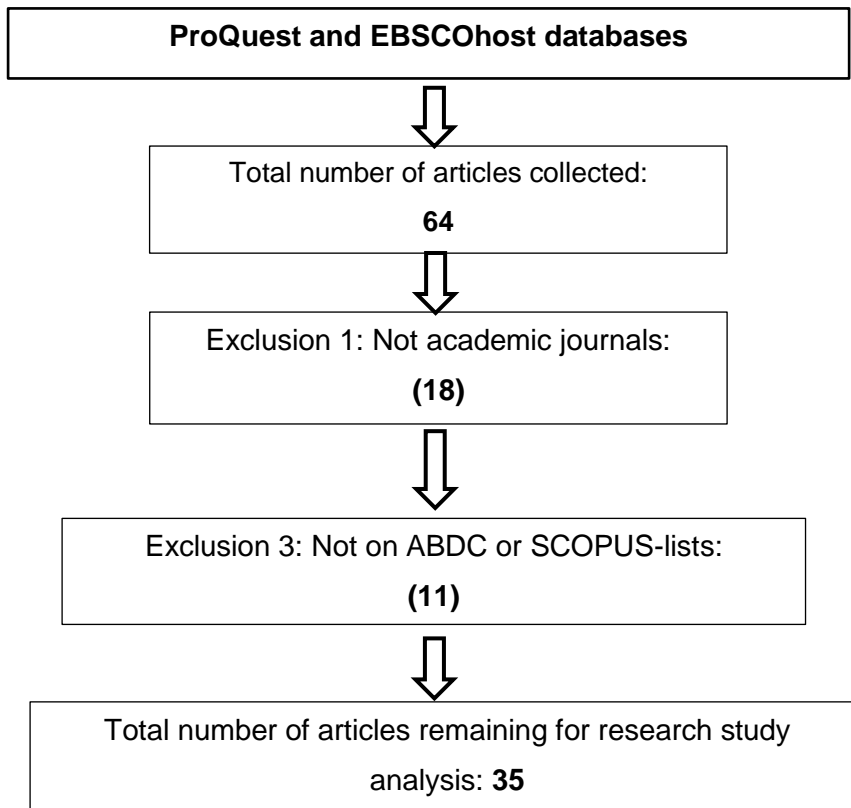 ProQuest and EBSCOhost databases
Total number of articles collected:
64
Exclusion 1: Not academic journals:
(18)
Exclusion 3: Not on ABDC or SCOPUS-lists:
(11)
Total number of articles remaining for research study
analysis: 35